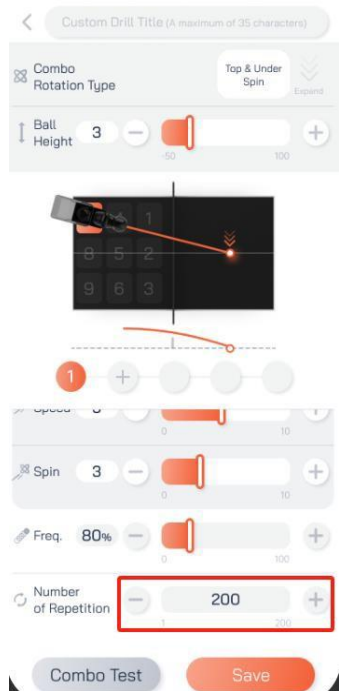 Custom Drill Title (A maximum of 35 characters)
Combo
Rotation Type
Top & Under
Spin
Expand
Ball
Height
3
-50 100
1
8 5 2
9 6 3
1
Speed
0 10
Spin 3
0 10
Freq. 80%
0 100
Number
of Repetition
200
1 200
Combo Test Save